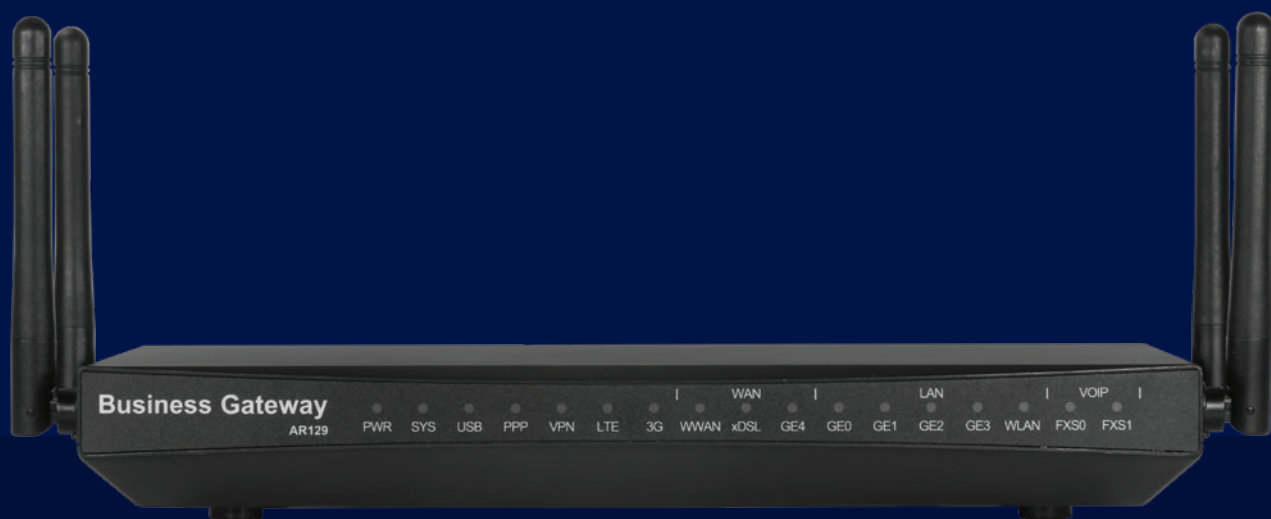 Business Gateway
AR129
WAN LAN VOIP
PWR SYS USB PPP VPN LTE 3G WWAN xDSL GE4 GE0 GE1 GE2 GE3 WLAN FXS0 FXS1